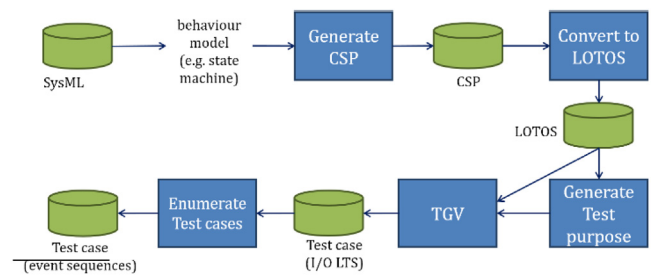 SysML
behaviour
model
(e.g. state
machine)
Generate
CSP
CSP
Convert to
LOTOS
LOTOS
Generate
Test
purpose
TGV
Test case
(I/O LTS)
Enumerate
Test cases
Test case
(event sequences)